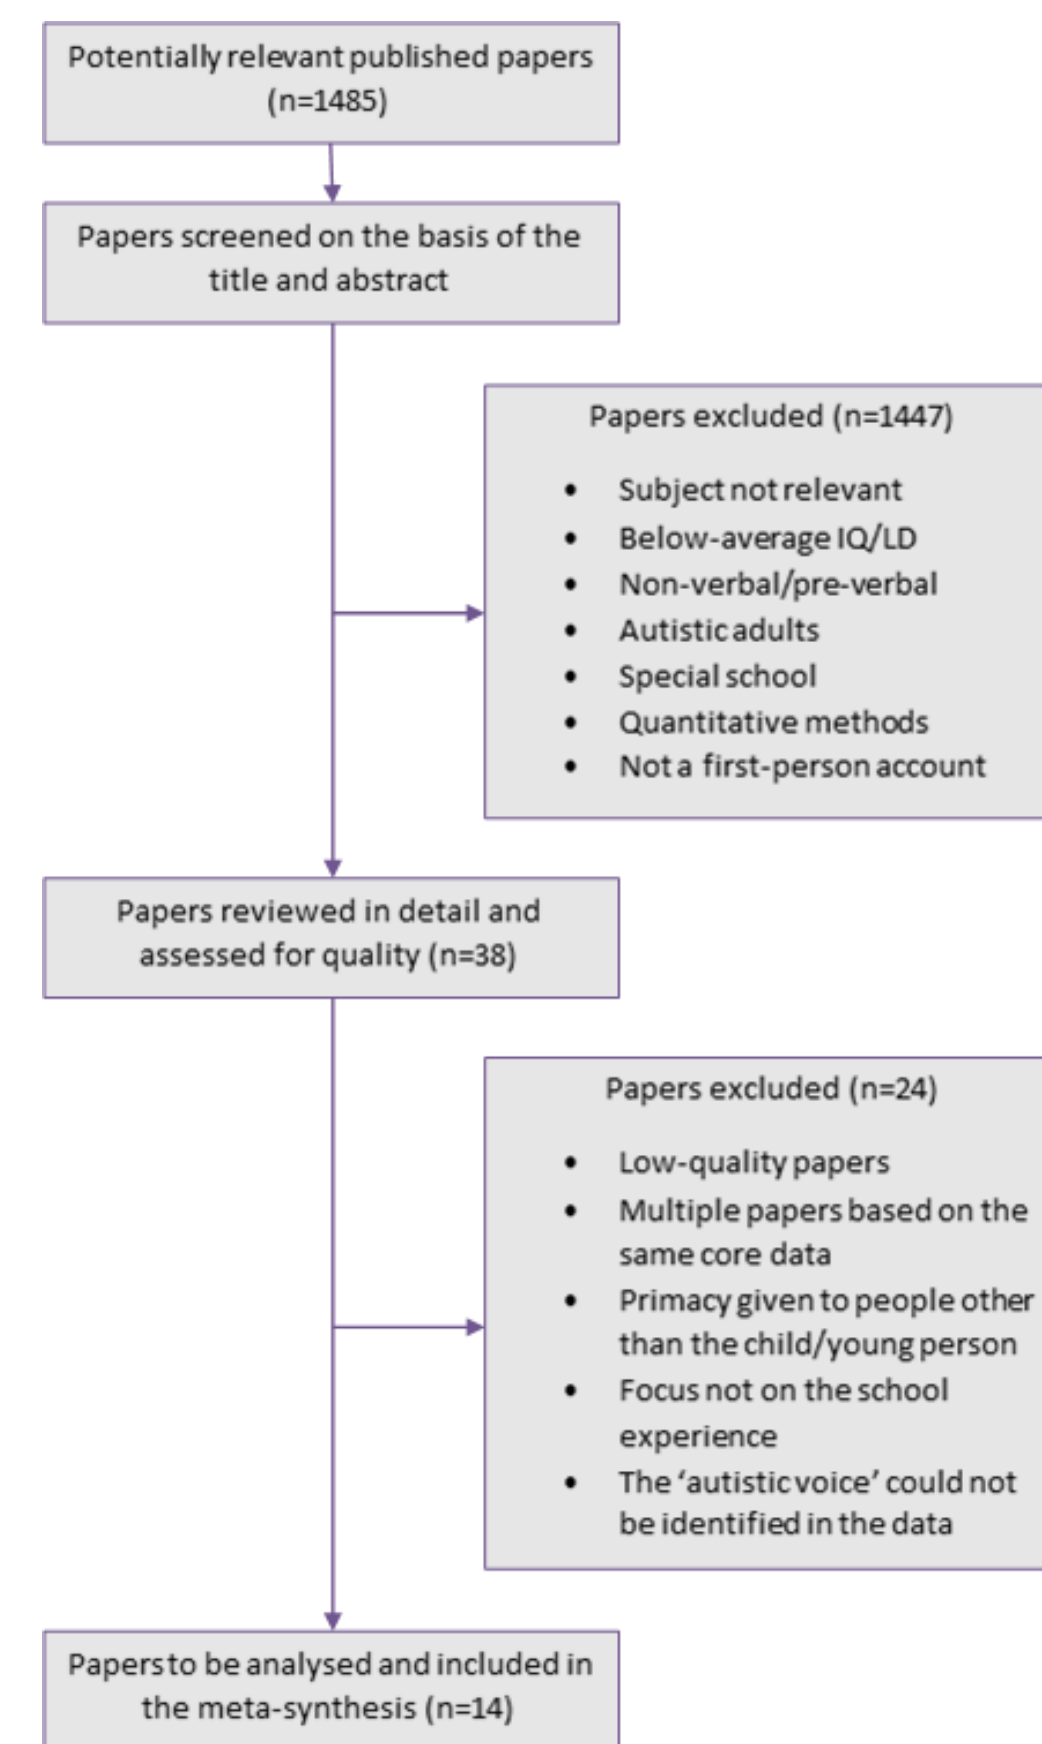 Potentially relevant published papers
(n=1485)
Papers screened on the basis of the
title and abstract
Papers excluded (n=1447)
• Subject not relevant
• Below-average IQ/LD
• Non-verbal/pre-verbal
• Autistic adults
• Special school
• Quantitative methods
• Not a first-person account
Papers reviewed in detail and
assessed for quality (n=38)
Papers excluded (n=24)
• Low-quality papers
• Multiple papers based on the
same core data
• Primacy given to people other
than the child/young person
• Focus not on the school
experience
• The ‘autistic voice’ could not
be identified in the data
Papers to be analysed and included in
the meta-synthesis (n=14)